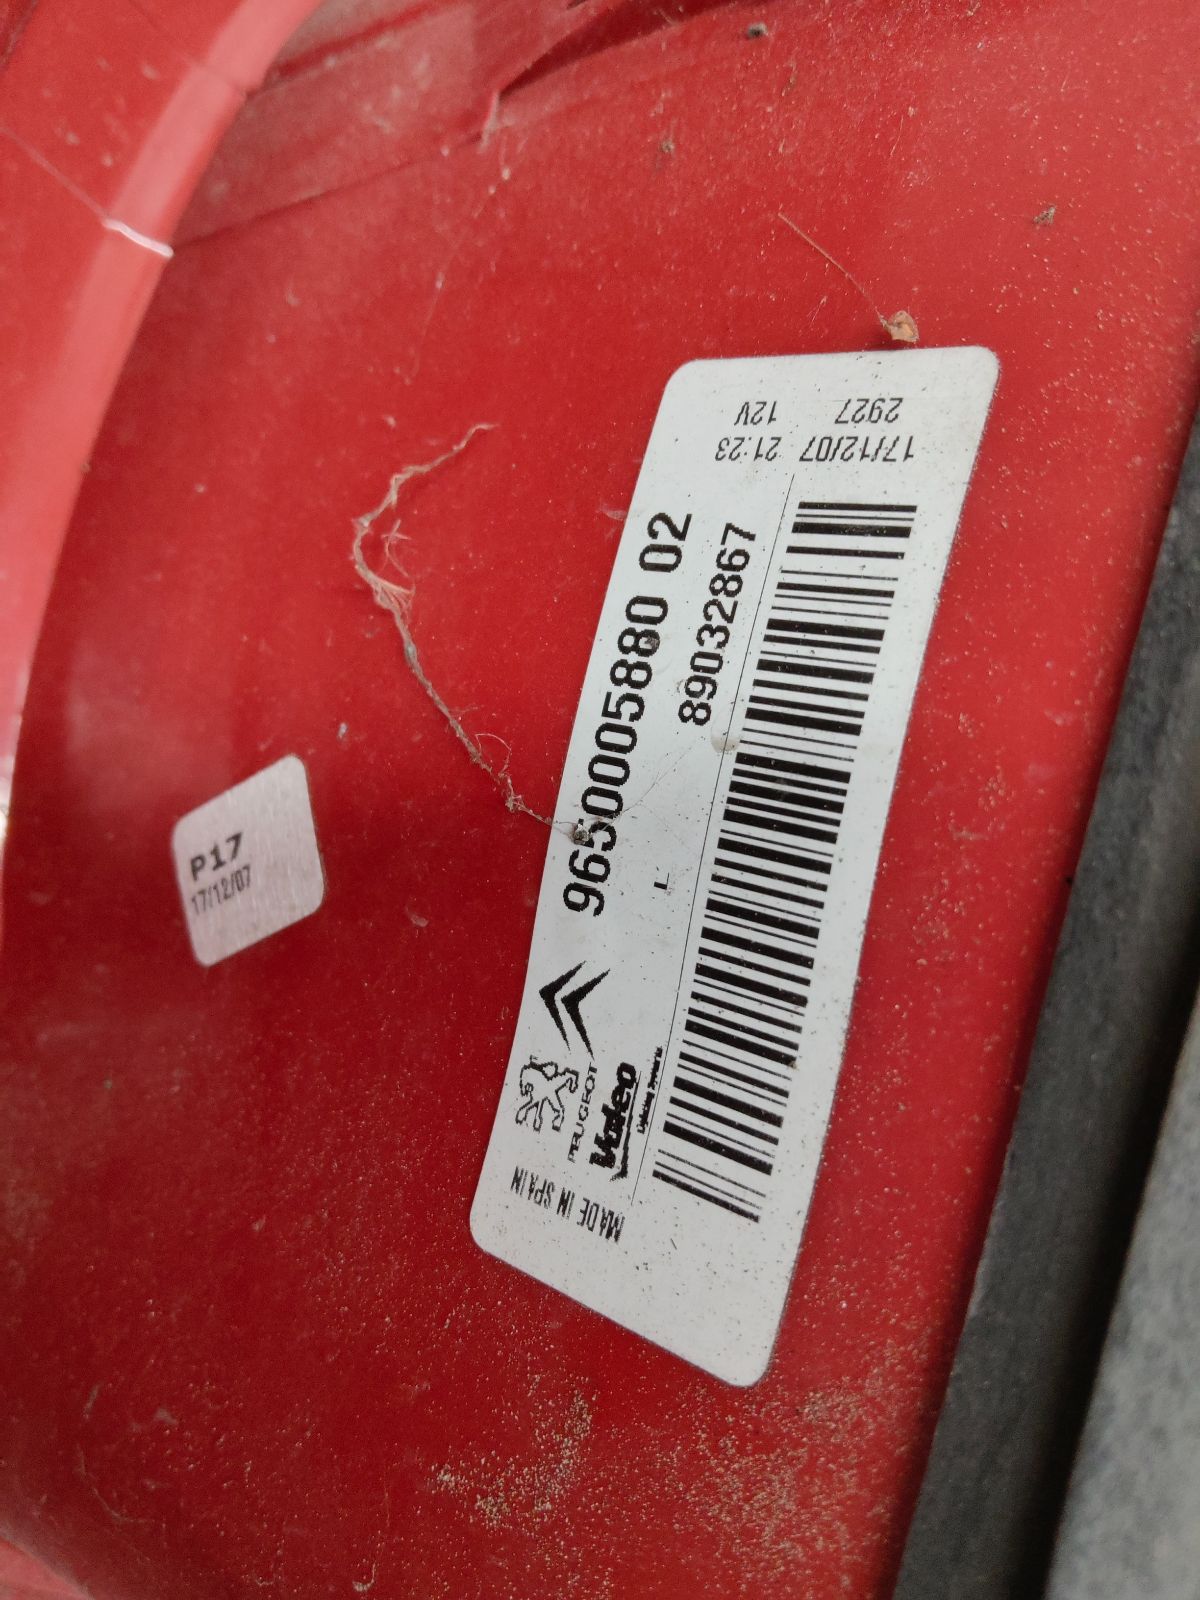 9650005880 02
89032867
L
PEUGEOT
Valeo
MADE IN SPAIN
17/12/07 21:23
2927 12V
P17
17/12/07